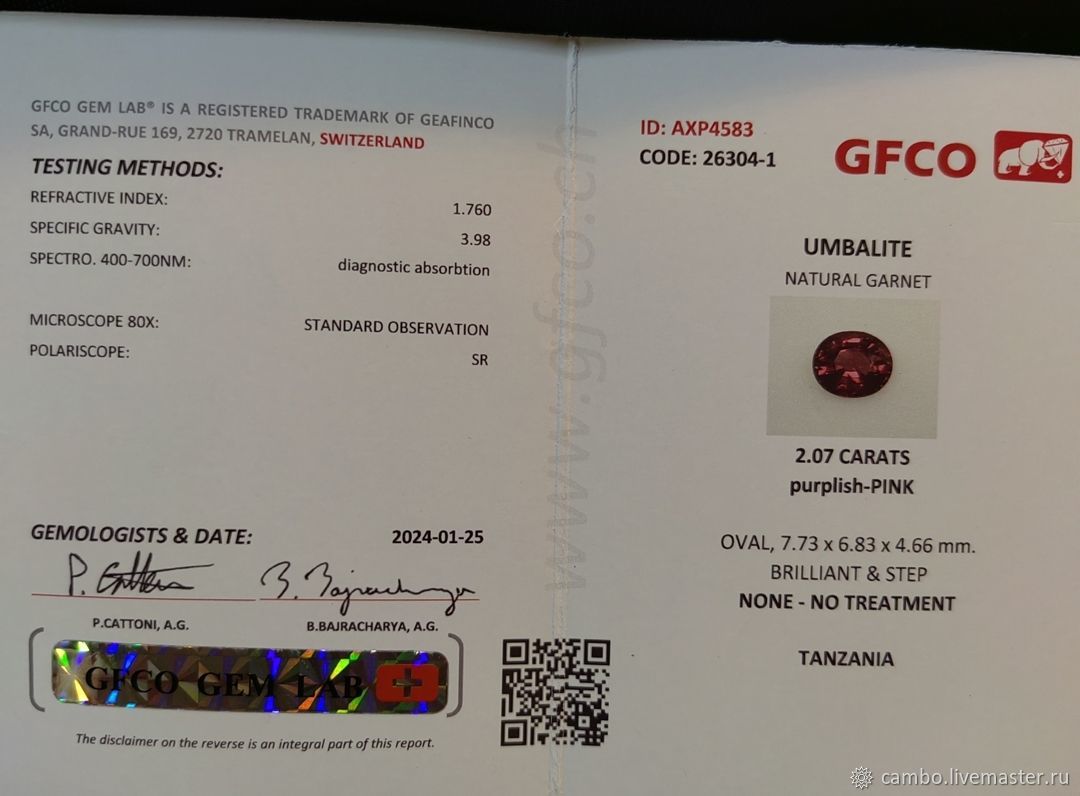 GFCO GEM LAB® IS A REGISTERED TRADEMARK OF GEAFINCO
SA, GRAND-RUE 169, 2720 TRAMELAN, SWITZERLAND
TESTING METHODS:
REFRACTIVE INDEX: 1.760
SPECIFIC GRAVITY: 3.98
SPECTRO. 400-700NM: diagnostic absorbtion
MICROSCOPE 80X: STANDARD OBSERVATION
POLARISCOPE: SR
GEMOLOGISTS & DATE: 2024-01-25
P. Cattoni B. Bajracharya
P.CATTONI, A.G. B.BAJRACHARYA, A.G.
GFCO GEM LAB
The disclaimer on the reverse is an integral part of this report.
www.gfco.ch
ID: AXP4583
CODE: 26304-1
GFCO
UMBALITE
NATURAL GARNET
2.07 CARATS
purplish-PINK
OVAL, 7.73 x 6.83 x 4.66 mm.
BRILLIANT & STEP
NONE - NO TREATMENT
TANZANIA
cambo.livemaster.ru